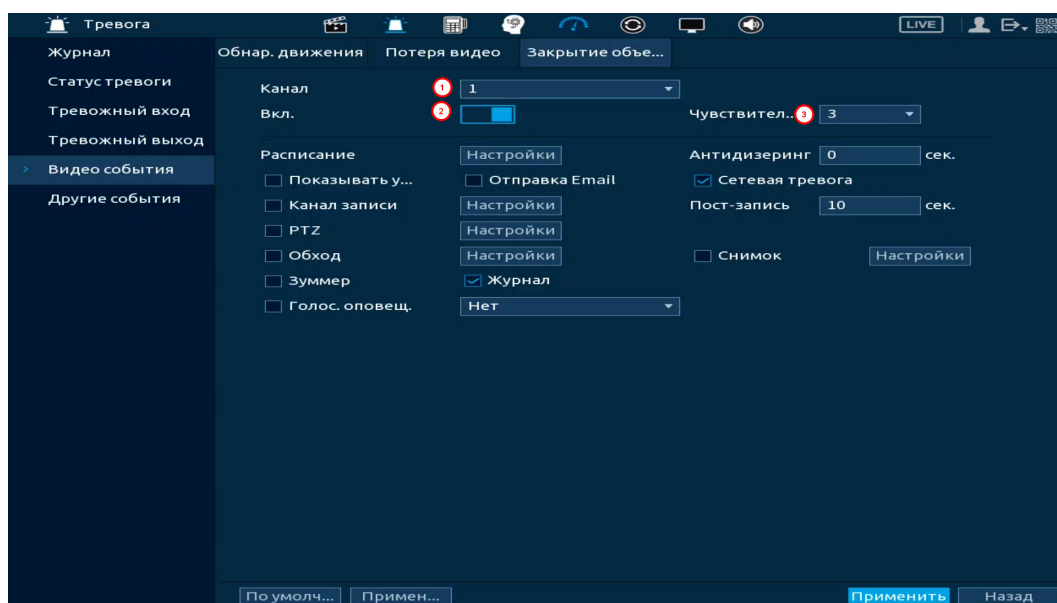 Тревога LIVE
Журнал
Статус тревоги
Тревожный вход
Тревожный выход
Видео события
Другие события
Обнар. движения Потеря видео Закрытие объе...
Канал 1 1
Вкл. 2 Чувствител.. 3 3
Расписание Настройки Антидизеринг 0 сек.
Показывать у... Отправка Email Сетевая тревога
Канал записи Настройки Пост-запись 10 сек.
PTZ Настройки
Обход Настройки Снимок Настройки
Зуммер Журнал
Голос. оповещ. Нет
По умолч... Примен... Применить Назад